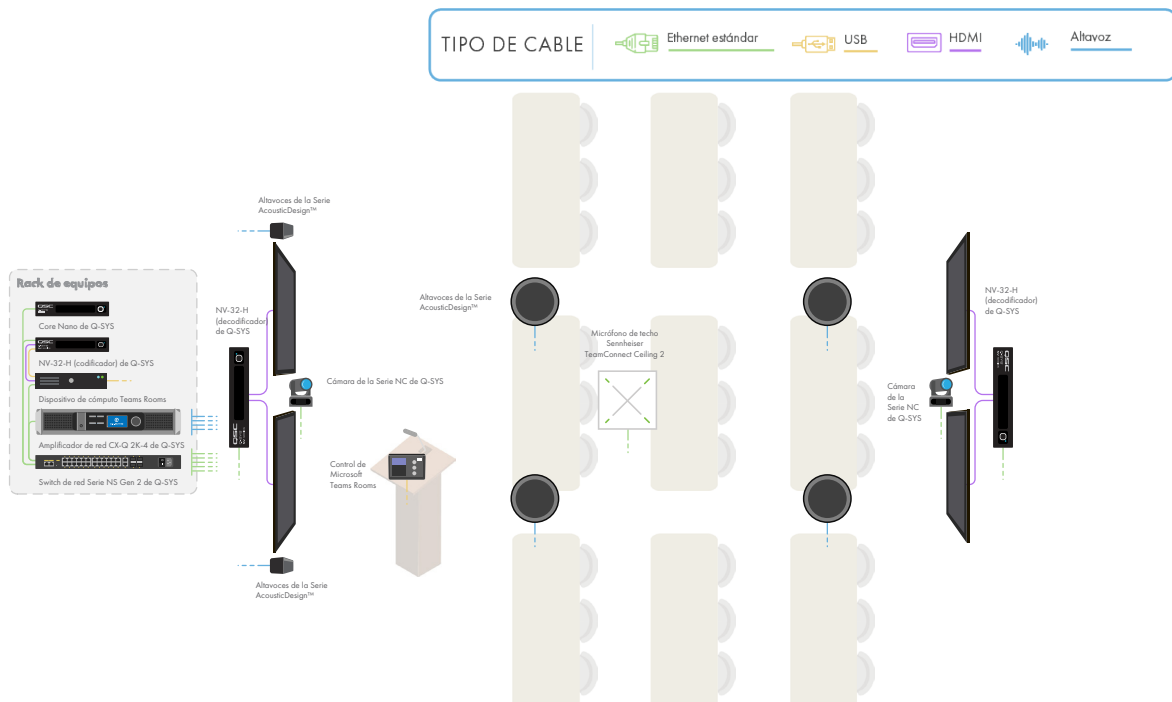 TIPO DE CABLE
Ethernet estándar
USB
HDMI
Altavoz
Altavoces de la Serie
AcousticDesign™
Rack de equipos
QSC
Core Nano de Q-SYS
QSC
NV-32-H (codificador) de Q-SYS
Dispositivo de cómputo Teams Rooms
Amplificador de red CX-Q 2K-4 de Q-SYS
Switch de red Serie NS Gen 2 de Q-SYS
NV-32-H
(decodificador)
de Q-SYS
QSC
Cámara de la Serie NC de Q-SYS
Control de
Microsoft
Teams Rooms
Altavoces de la Serie
AcousticDesign™
Altavoces de la Serie
AcousticDesign™
Micrófono de techo
Sennheiser
TeamConnect Ceiling 2
NV-32-H
(decodificador)
de Q-SYS
QSC
Cámara
de la
Serie NC
de Q-SYS